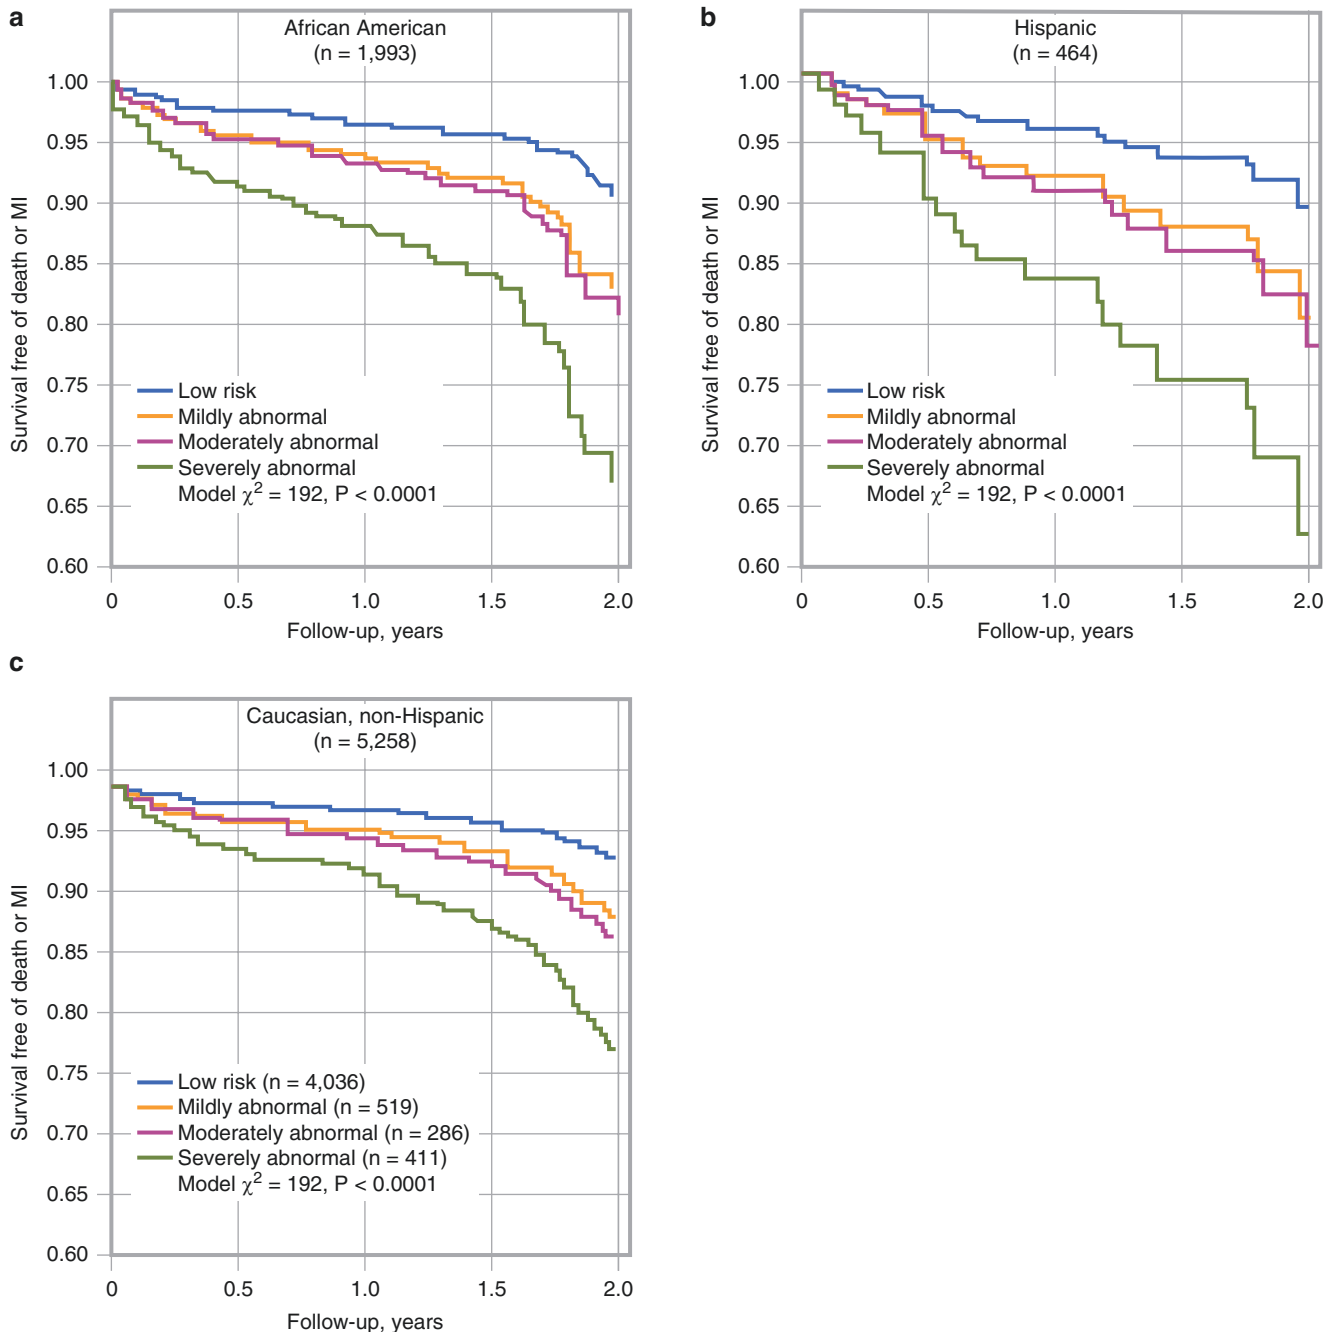 a
African American
(n = 1,993)
Survival free of death or MI
1.00
0.95
0.90
0.85
0.80
0.75
0.70
0.65
0.60
Low risk
Mildly abnormal
Moderately abnormal
Severely abnormal
Model χ² = 192, P < 0.0001
0 0.5 1.0 1.5 2.0
Follow-up, years
b
Hispanic
(n = 464)
Survival free of death or MI
1.00
0.95
0.90
0.85
0.80
0.75
0.70
0.65
0.60
Low risk
Mildly abnormal
Moderately abnormal
Severely abnormal
Model χ² = 192, P < 0.0001
0 0.5 1.0 1.5 2.0
Follow-up, years
c
Caucasian, non-Hispanic
(n = 5,258)
Survival free of death or MI
1.00
0.95
0.90
0.85
0.80
0.75
0.70
0.65
0.60
Low risk (n = 4,036)
Mildly abnormal (n = 519)
Moderately abnormal (n = 286)
Severely abnormal (n = 411)
Model χ² = 192, P < 0.0001
0 0.5 1.0 1.5 2.0
Follow-up, years